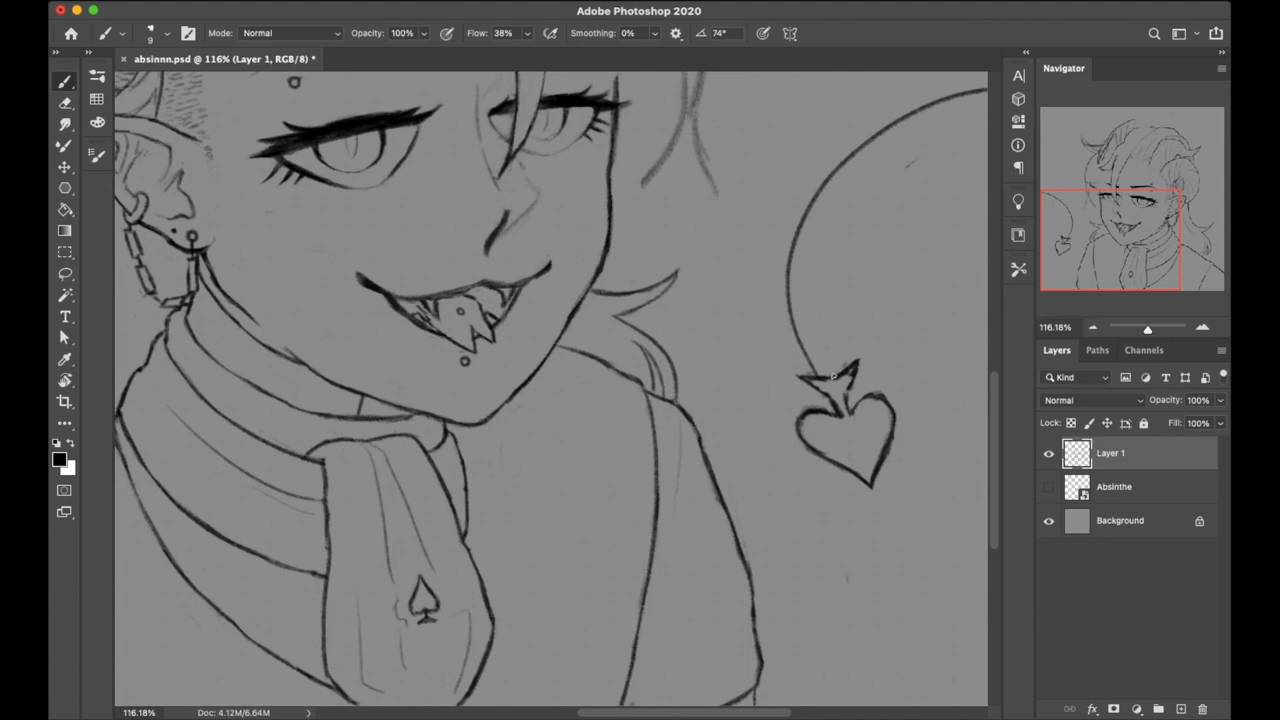 Adobe Photoshop 2020
9
Mode: Normal
Opacity: 100%
Flow: 38%
Smoothing: 0%
74°
absinnn.psd @ 116% (Layer 1, RGB/8) *
Navigator
116.18%
Layers
Paths
Channels
Kind
Normal
Opacity: 100%
Lock:
Fill: 100%
Layer 1
Absinthe
Background
fx
116.18%
Doc: 4.12M/6.64M